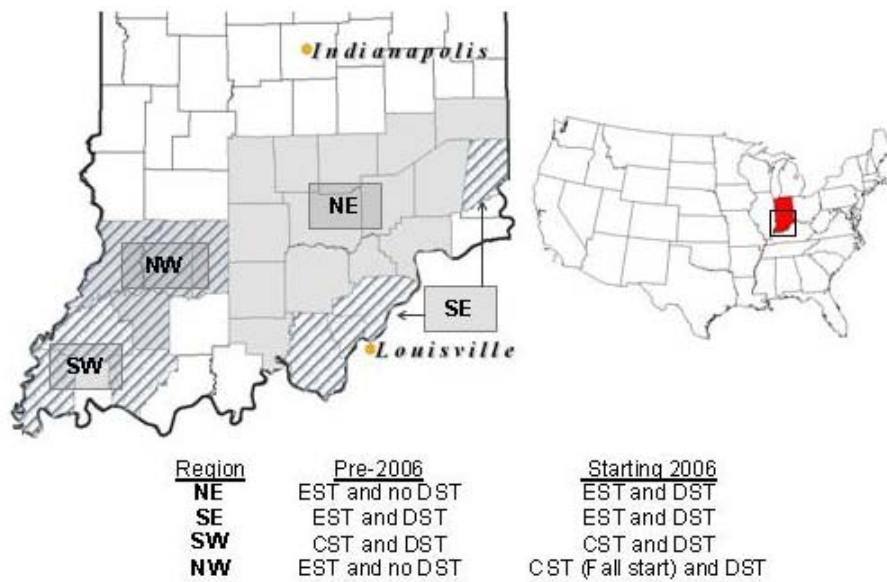 Indianapolis
NE
NW
SE
SW
Louisville
Region Pre-2006 Starting 2006
NE EST and no DST EST and DST
SE EST and DST EST and DST
SW CST and DST CST and DST
NW EST and no DST CST (Fall start) and DST